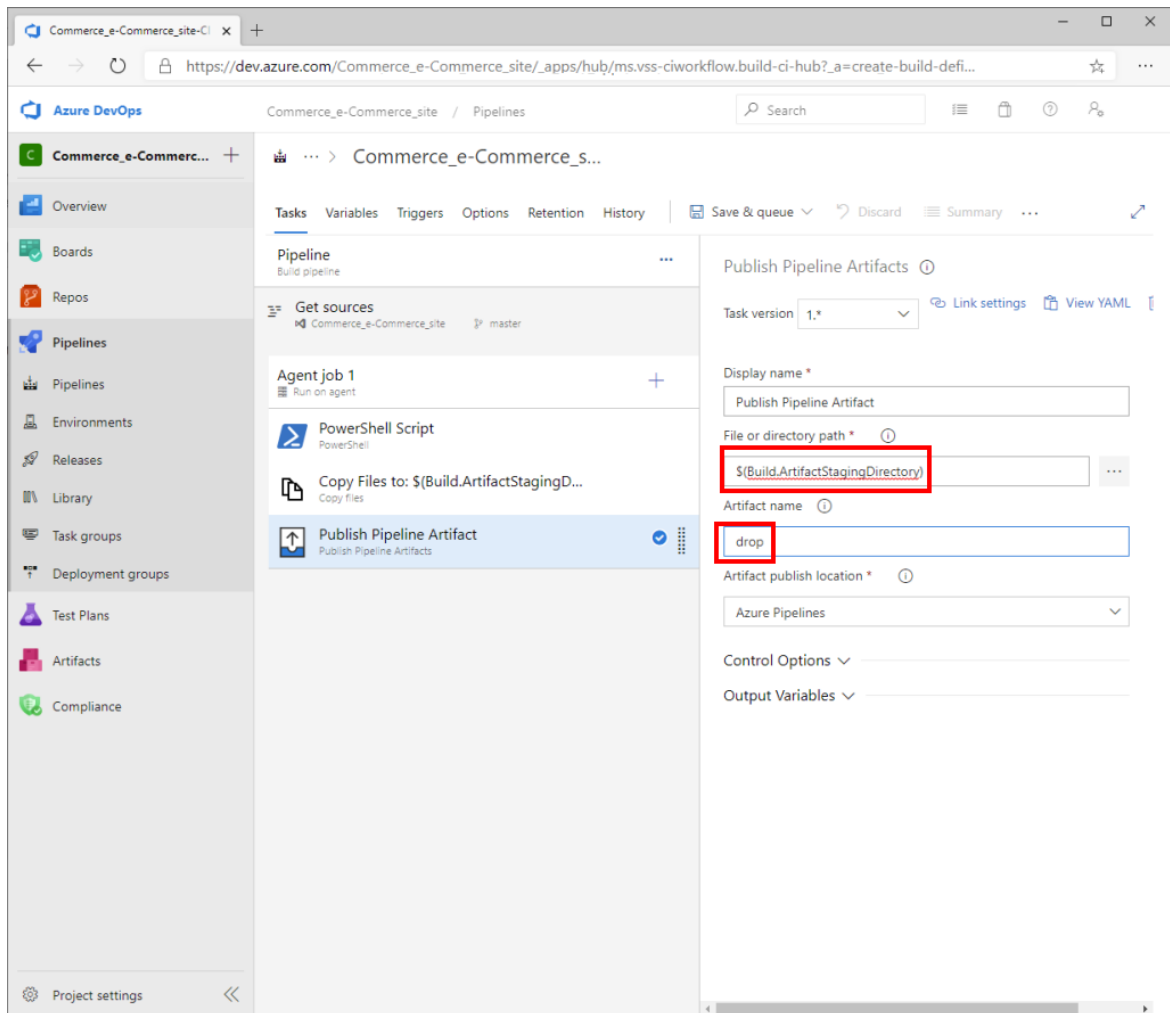 Commerce_e-Commerce_site-CI
https://dev.azure.com/Commerce_e-Commerce_site/_apps/hub/ms.vss-ciworkflow.build-ci-hub?_a=create-build-defi...
Azure DevOps
Commerce_e-Commerce_site / Pipelines
Search
C
Commerce_e-Commerc...
Overview
Boards
Repos
Pipelines
Pipelines
Environments
Releases
Library
Task groups
Deployment groups
Test Plans
Artifacts
Compliance
Project settings
... > Commerce_e-Commerce_s...
Tasks Variables Triggers Options Retention History
Save & queue Discard Summary ...
Pipeline
Build pipeline
Get sources
Commerce_e-Commerce_site master
Agent job 1
Run on agent
PowerShell Script
PowerShell
Copy Files to: $(Build.ArtifactStagingD...
Copy files
Publish Pipeline Artifact
Publish Pipeline Artifacts
Publish Pipeline Artifacts
Task version 1.*
Link settings View YAML
Display name *
Publish Pipeline Artifact
File or directory path *
$(Build.ArtifactStagingDirectory)
Artifact name
drop
Artifact publish location *
Azure Pipelines
Control Options
Output Variables